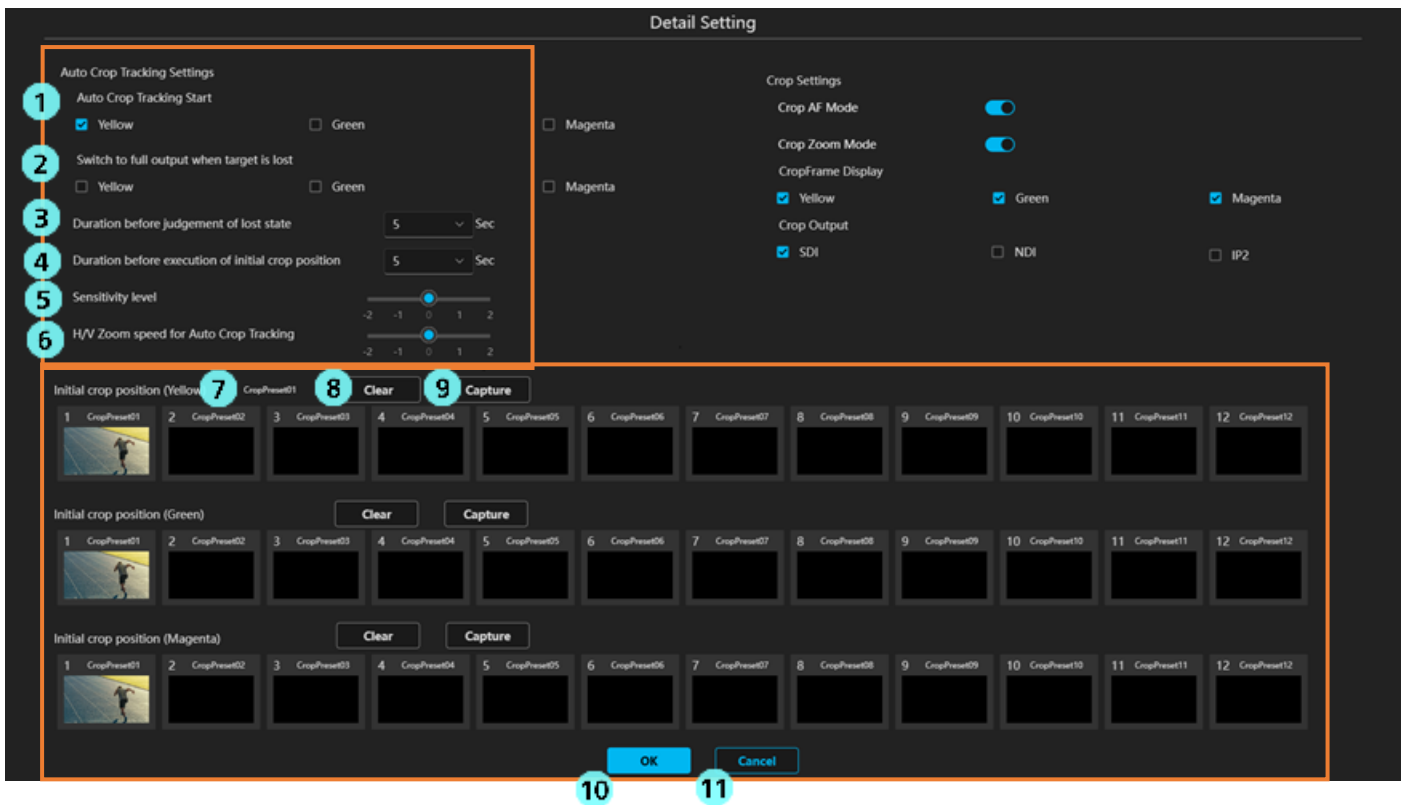 Detail Setting
Auto Crop Tracking Settings
1 Auto Crop Tracking Start
Yellow Green Magenta
2 Switch to full output when target is lost
Yellow Green Magenta
3 Duration before judgement of lost state 5 Sec
4 Duration before execution of initial crop position 5 Sec
5 Sensitivity level
-2 -1 0 1 2
6 H/V Zoom speed for Auto Crop Tracking
-2 -1 0 1 2
Crop Settings
Crop AF Mode
Crop Zoom Mode
CropFrame Display
Yellow Green Magenta
Crop Output
SDI NDI IP2
Initial crop position (Yellow 7 CropPreset01 8 Clear 9 Capture
1 CropPreset01 2 CropPreset02 3 CropPreset03 4 CropPreset04 5 CropPreset05 6 CropPreset06 7 CropPreset07 8 CropPreset08 9 CropPreset09 10 CropPreset10 11 CropPreset11 12 CropPreset12
Initial crop position (Green) Clear Capture
1 CropPreset01 2 CropPreset02 3 CropPreset03 4 CropPreset04 5 CropPreset05 6 CropPreset06 7 CropPreset07 8 CropPreset08 9 CropPreset09 10 CropPreset10 11 CropPreset11 12 CropPreset12
Initial crop position (Magenta) Clear Capture
1 CropPreset01 2 CropPreset02 3 CropPreset03 4 CropPreset04 5 CropPreset05 6 CropPreset06 7 CropPreset07 8 CropPreset08 9 CropPreset09 10 CropPreset10 11 CropPreset11 12 CropPreset12
OK Cancel
10 11